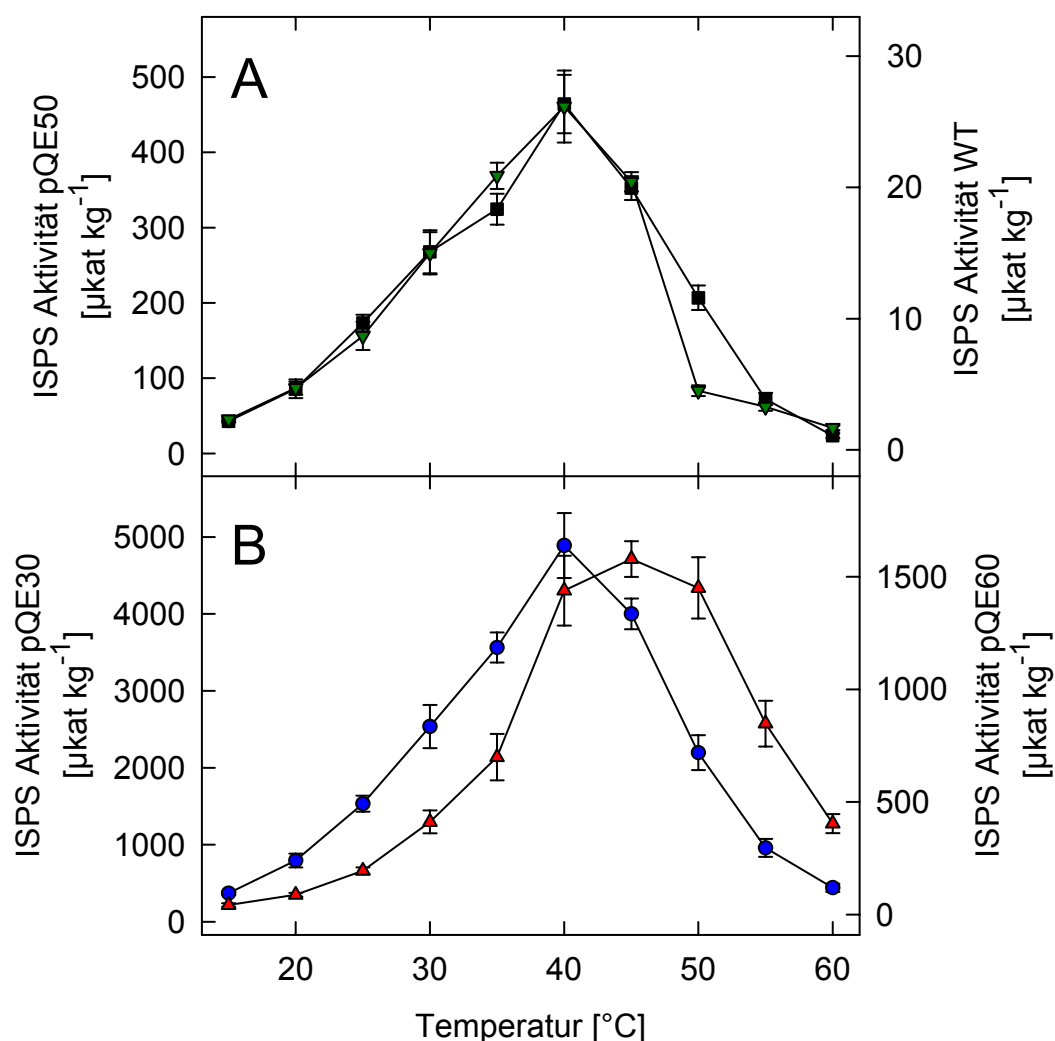 A
ISPS Aktivität pQE50
[µkat kg⁻¹]
500
400
300
200
100
0
30
20
10
0
ISPS Aktivität WT
[µkat kg⁻¹]
B
ISPS Aktivität pQE30
[µkat kg⁻¹]
5000
4000
3000
2000
1000
0
1500
1000
500
0
ISPS Aktivität pQE60
[µkat kg⁻¹]
20 30 40 50 60
Temperatur [°C]